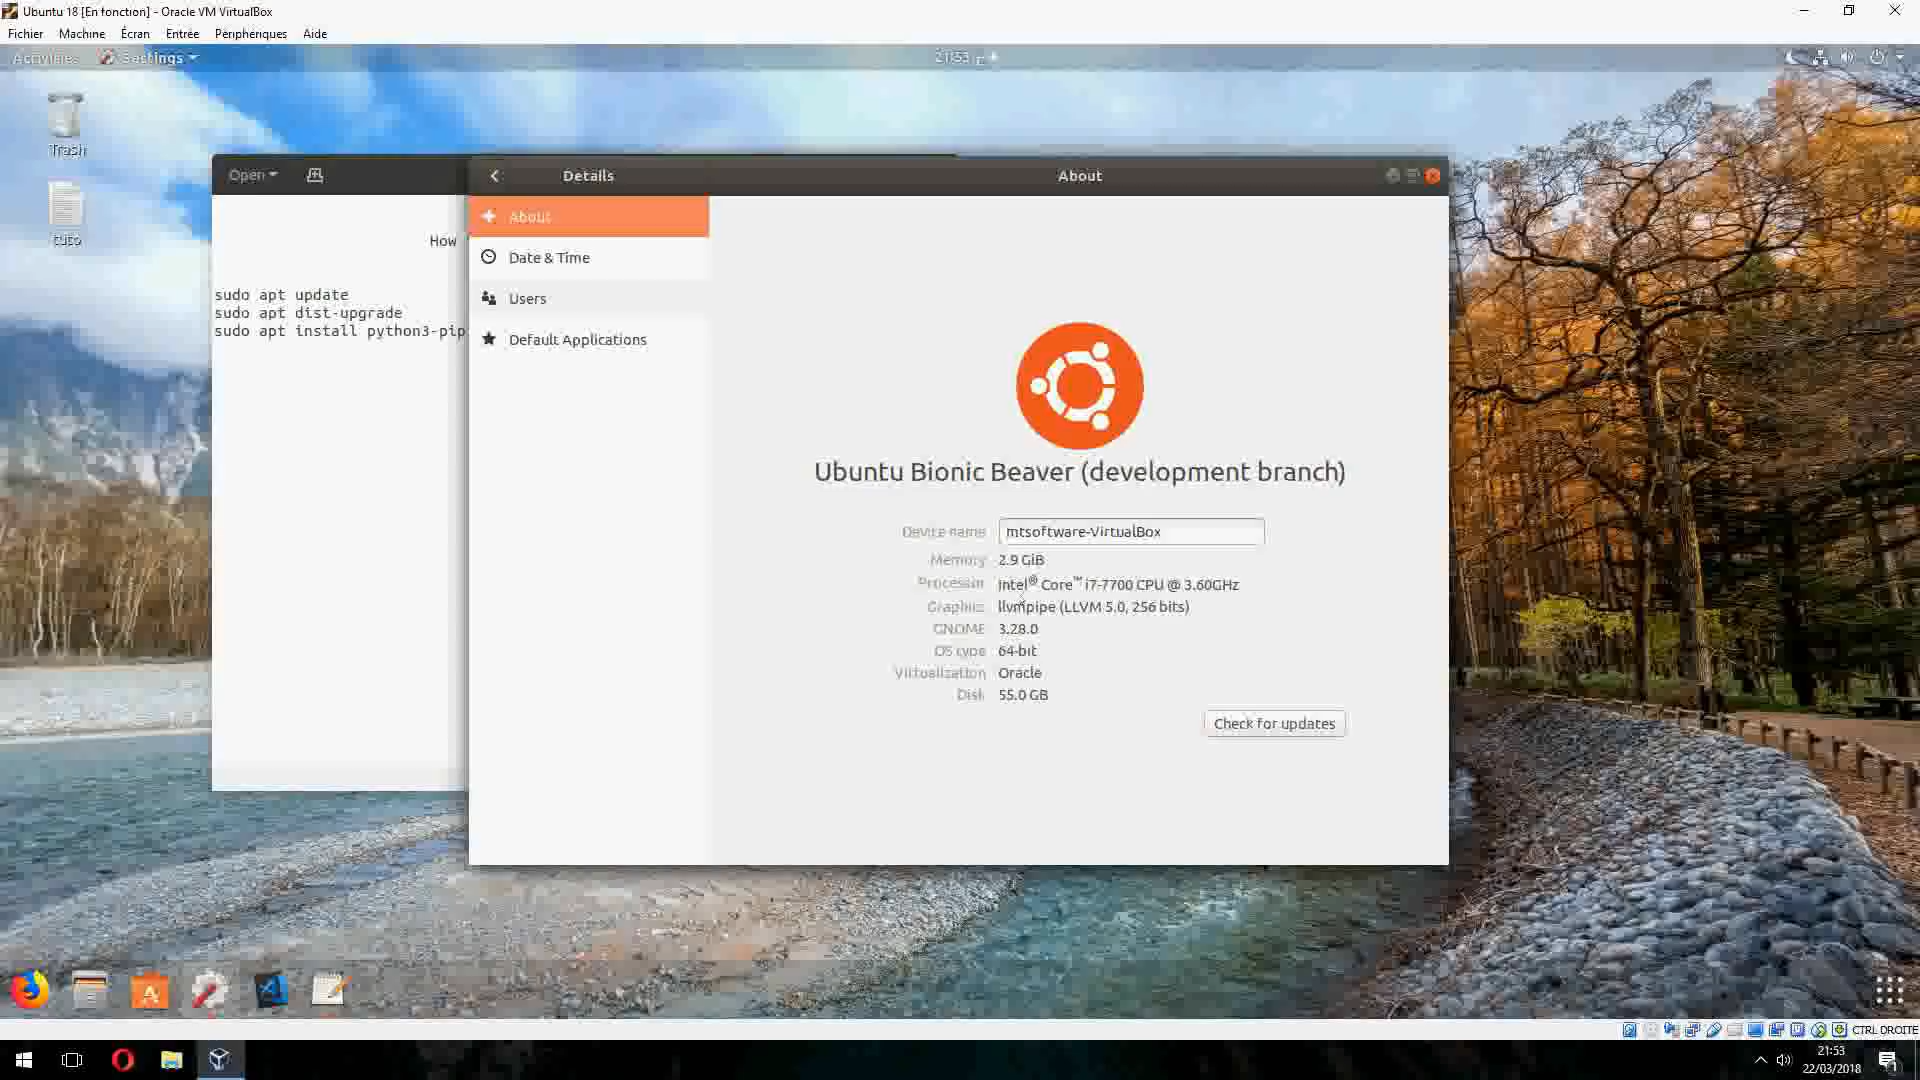 Ubuntu 18 [En fonction] - Oracle VM VirtualBox
Fichier Machine Écran Entrée Périphériques Aide
Activities Settings 21:53
Trash
tuto
Open
Details
About
How
sudo apt update
sudo apt dist-upgrade
sudo apt install python3-pip
About
Date & Time
Users
Default Applications
Ubuntu Bionic Beaver (development branch)
Device name mtsoftware-VirtualBox
Memory 2.9 GiB
Processor Intel® Core™ i7-7700 CPU @ 3.60GHz
Graphics llvmpipe (LLVM 5.0, 256 bits)
GNOME 3.28.0
OS type 64-bit
Virtualization Oracle
Disk 55.0 GB
Check for updates
CTRL DROITE
21:53
22/03/2018